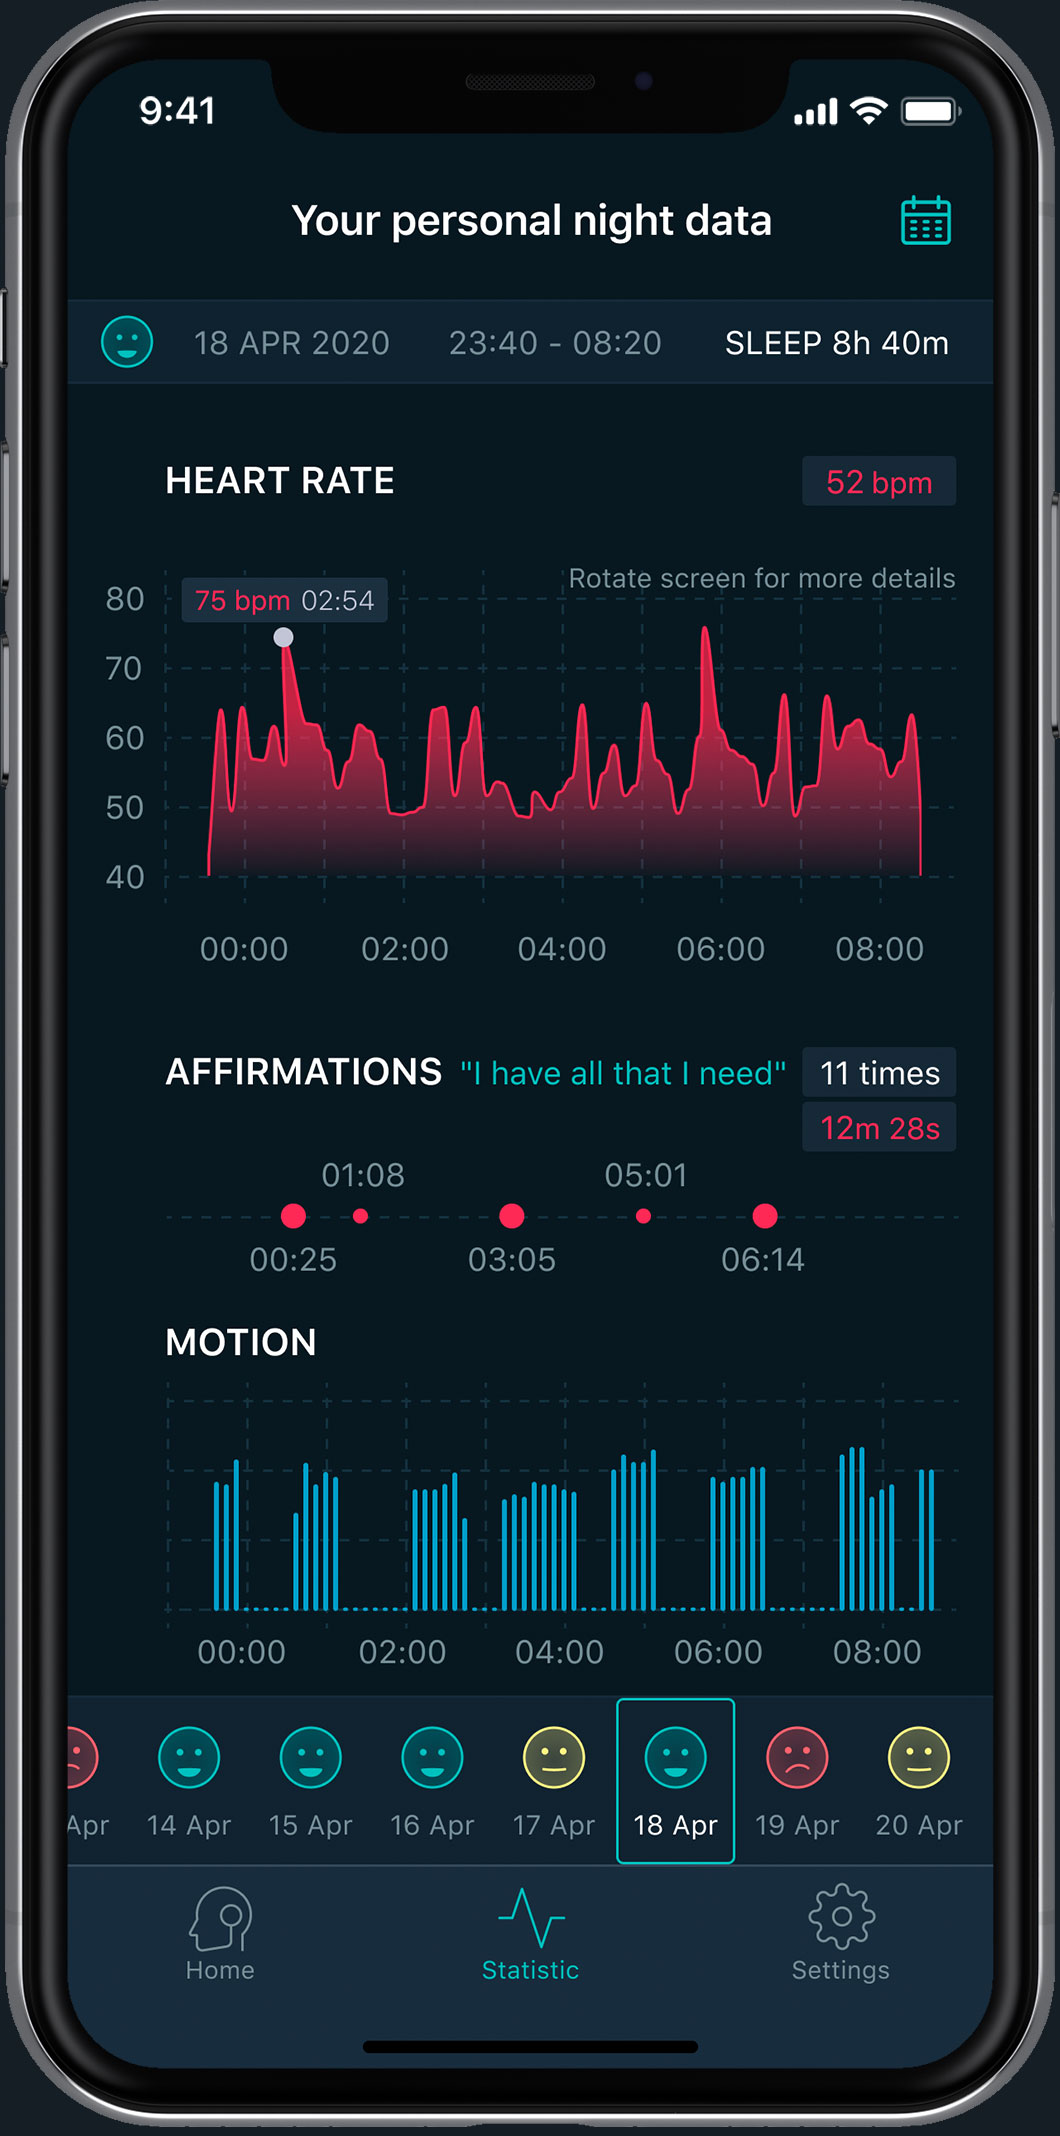 9:41
Your personal night data
18 APR 2020 23:40 - 08:20 SLEEP 8h 40m
HEART RATE 52 bpm
Rotate screen for more details
80 75 bpm 02:54
70
60
50
40
00:00 02:00 04:00 06:00 08:00
AFFIRMATIONS "I have all that I need" 11 times
12m 28s
01:08 05:01
00:25 03:05 06:14
MOTION
00:00 02:00 04:00 06:00 08:00
Apr 14 Apr 15 Apr 16 Apr 17 Apr 18 Apr 19 Apr 20 Apr
Home Statistic Settings